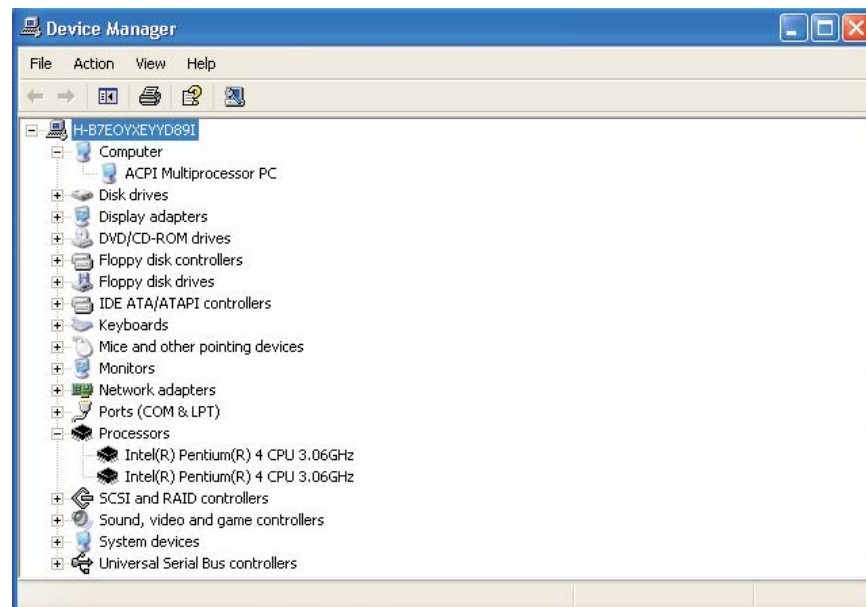 Device Manager
File Action View Help
H-B7EOYXEYYD89I
Computer
ACPI Multiprocessor PC
Disk drives
Display adapters
DVD/CD-ROM drives
Floppy disk controllers
Floppy disk drives
IDE ATA/ATAPI controllers
Keyboards
Mice and other pointing devices
Monitors
Network adapters
Ports (COM & LPT)
Processors
Intel(R) Pentium(R) 4 CPU 3.06GHz
Intel(R) Pentium(R) 4 CPU 3.06GHz
SCSI and RAID controllers
Sound, video and game controllers
System devices
Universal Serial Bus controllers